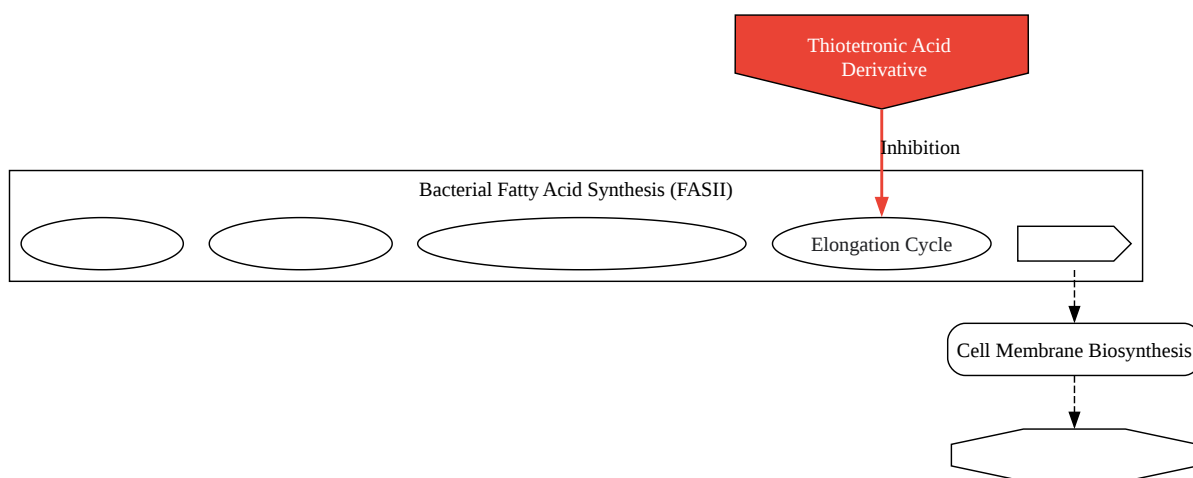 Thiotetronic Acid
Derivative
Inhibition
Bacterial Fatty Acid Synthesis (FASII)
Elongation Cycle
Cell Membrane Biosynthesis